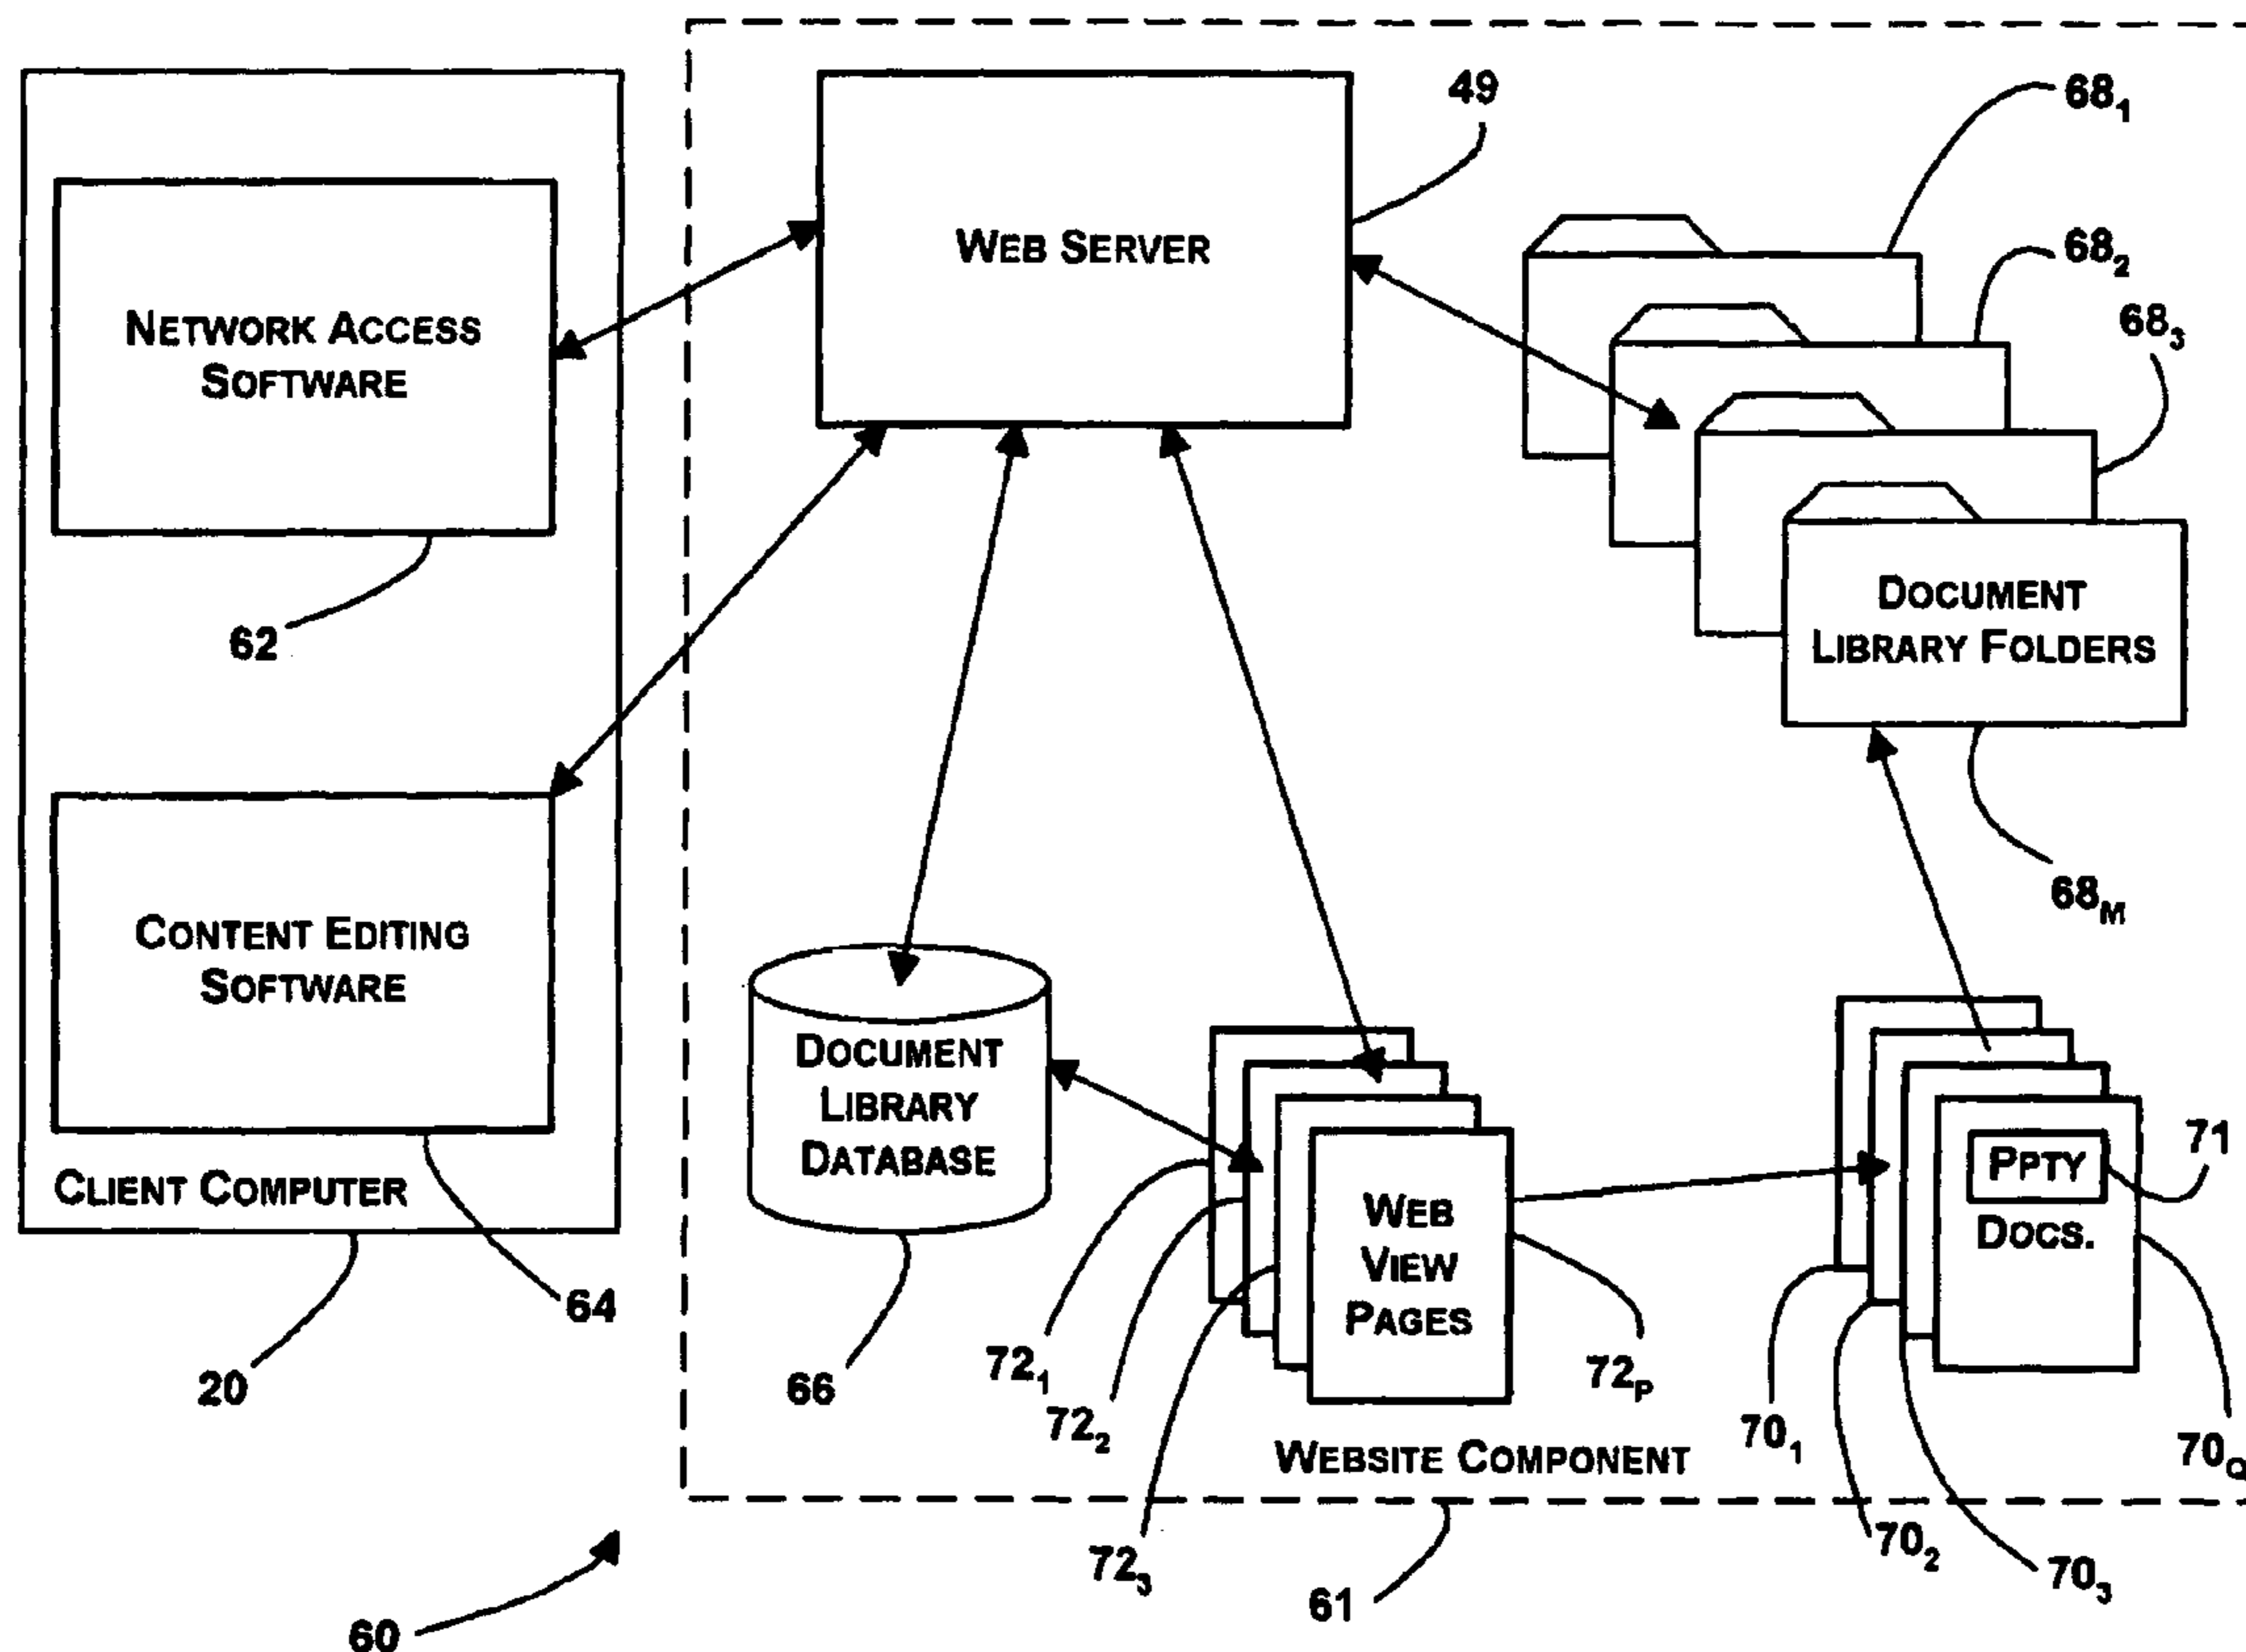 NETWORK ACCESS
SOFTWARE
62
CONTENT EDITING
SOFTWARE
CLIENT COMPUTER
64
20
60
WEB SERVER
49
68₁
68₂
68₃
DOCUMENT
LIBRARY FOLDERS
68M
DOCUMENT
LIBRARY
DATABASE
66
WEB
VIEW
PAGES
72₁
72₂
72₃
72P
PPTY
DOCS.
71
70₁
70₂
70₃
70Q
WEBSITE COMPONENT
61